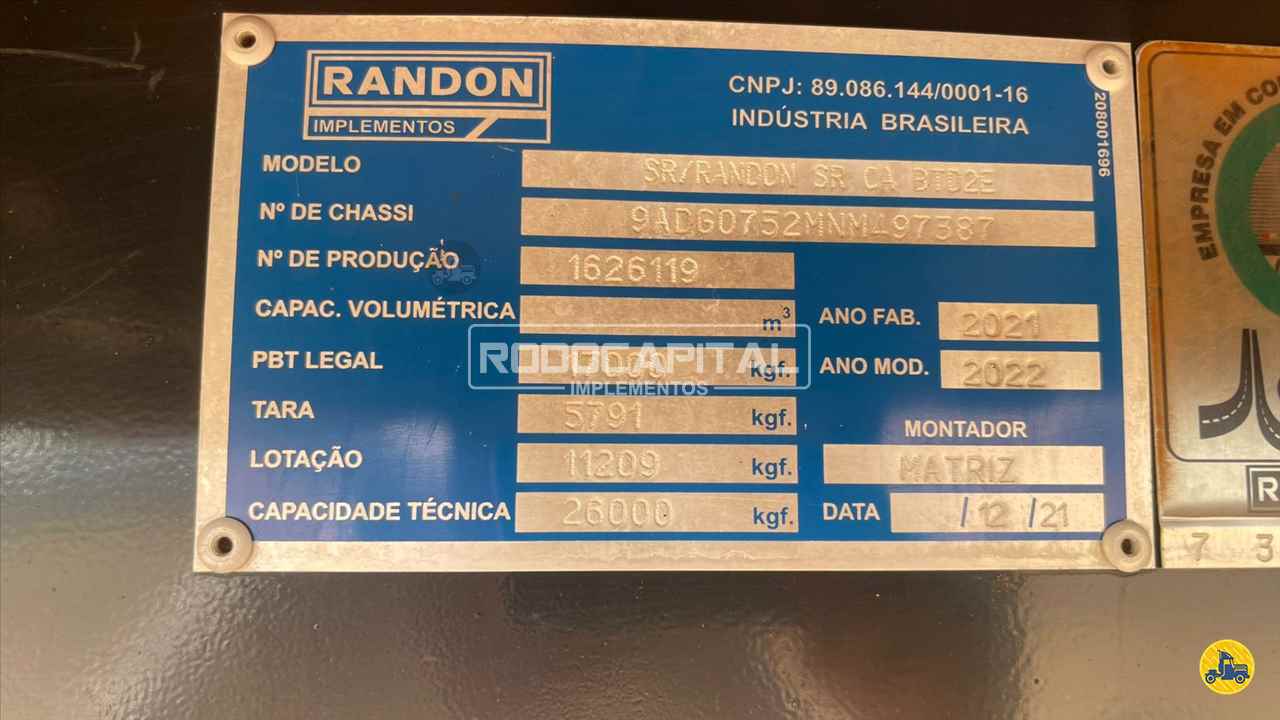 RANDON
IMPLEMENTOS
CNPJ: 89.086.144/0001-16
INDÚSTRIA BRASILEIRA
208001696
MODELO SR/RANDON SR CA BTD2E
Nº DE CHASSI 9ADG0752MNM497387
Nº DE PRODUÇÃO 1626119
CAPAC. VOLUMÉTRICA m³ ANO FAB. 2021
PBT LEGAL kgf. ANO MOD. 2022
RODOCAPITAL
IMPLEMENTOS
TARA 5791 kgf.
MONTADOR
LOTAÇÃO 11209 kgf. MATRIZ
CAPACIDADE TÉCNICA 26000 kgf. DATA /12 /21
EMPRESA EM
7 3